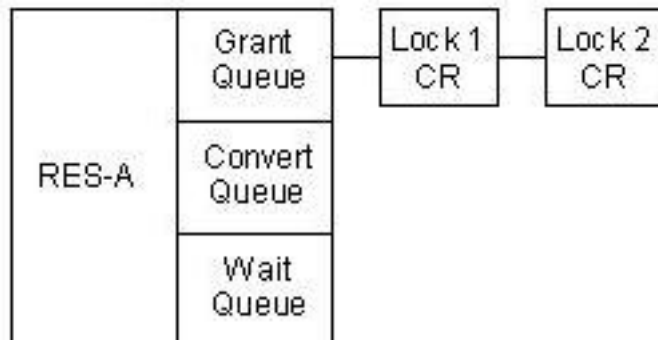 RES-A
Grant
Queue
Lock 1
CR
Lock 2
CR
Convert
Queue
Wait
Queue